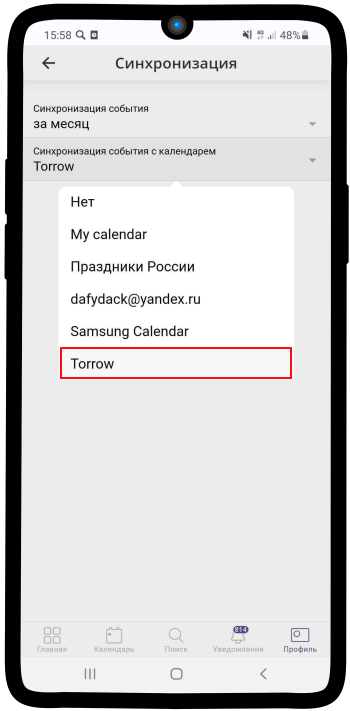 15:58 4G 48%
Синхронизация
Синхронизация события
за месяц
Синхронизация события с календарем
Torrow
Нет
My calendar
Праздники России
dafydack@yandex.ru
Samsung Calendar
Torrow
814
Главная Календарь Поиск Уведомления Профиль